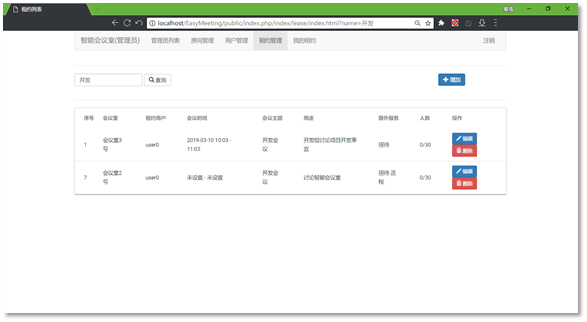 租约列表
localhost/EasyMeeting/public/index.php/index/lease/index.html?name=开发
智能会议室(管理员) 管理员列表 房间管理 用户管理 租约管理 我的租约 注销
开发 查询 增加
序号 会议室 租约用户 会议时间 会议主题 用途 额外服务 人数 操作
1 会议室3号 user0 2019-03-10 10:03 - 11:03 开发会议 开发组讨论项目开发事宜 招待 0/30 编辑 删除
7 会议室2号 user0 未设置 - 未设置 开发会议 讨论智能会议室 招待 远程 0/30 编辑 删除